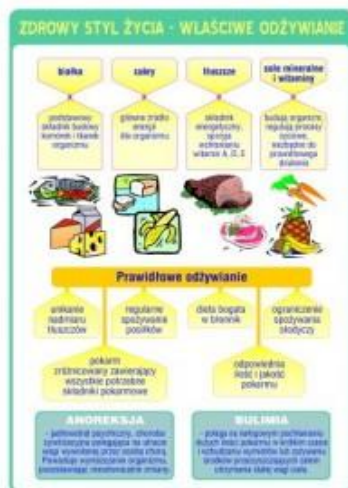 ZDROWY STYL ŻYCIA - WŁAŚCIWE ODŻYWIANIE
białka
cukry
tłuszcze
sole mineralne
i witaminy
podstawowy
składnik budowy
komórek i tkanek
organizmu
główne źródło
energii
dla organizmu
składnik
energetyczny,
sprzyja
wchłanianiu
witamin A, D, E
budują organizm,
regulują procesy
życiowe,
niezbędne do
prawidłowego
działania
Prawidłowe odżywianie
unikanie
nadmiaru
tłuszczów
regularne
spożywanie
posiłków
dieta bogata
w błonnik
ograniczenie
spożywania
słodyczy
pokarm
zróżnicowany zawierający
wszystkie potrzebne
składniki pokarmowe
odpowiednia
ilość i jakość
pokarmu
ANOREKSJA
BULIMIA